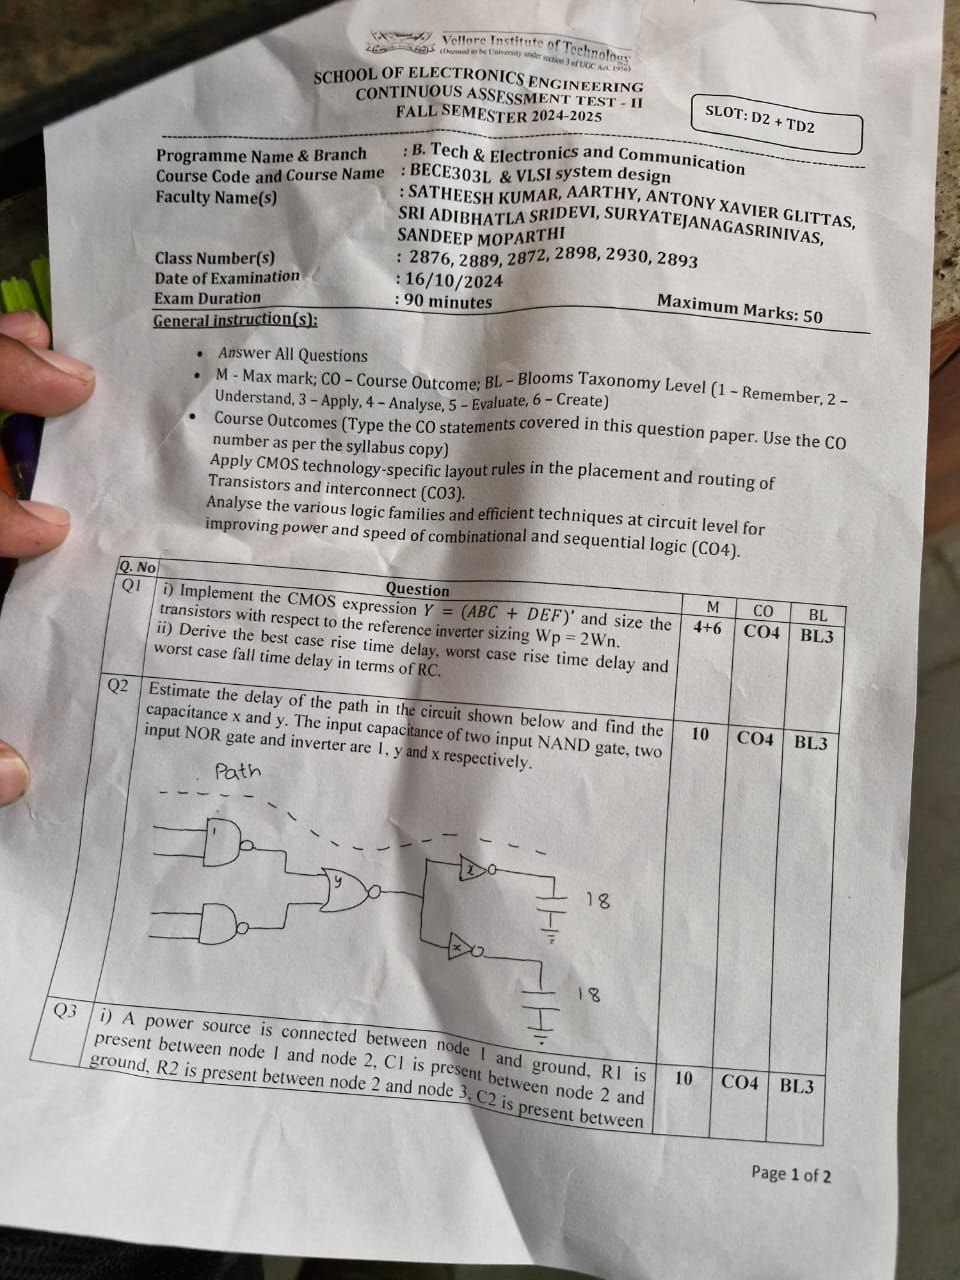 Vellore Institute of Technology
(Deemed to be University under section 3 of UGC Act, 1956)
SCHOOL OF ELECTRONICS ENGINEERING
CONTINUOUS ASSESSMENT TEST - II
FALL SEMESTER 2024-2025
SLOT: D2 + TD2
Programme Name & Branch : B. Tech & Electronics and Communication
Course Code and Course Name : BECE303L & VLSI system design
Faculty Name(s) : SATHEESH KUMAR, AARTHY, ANTONY XAVIER GLITTAS,
SRI ADIBHATLA SRIDEVI, SURYATEJANAGASRINIVAS,
SANDEEP MOPARTHI
Class Number(s) : 2876, 2889, 2872, 2898, 2930, 2893
Date of Examination : 16/10/2024
Exam Duration : 90 minutes Maximum Marks: 50
General instruction(s):
• Answer All Questions
• M - Max mark; CO – Course Outcome; BL – Blooms Taxonomy Level (1 – Remember, 2 –
Understand, 3 – Apply, 4 – Analyse, 5 – Evaluate, 6 – Create)
• Course Outcomes (Type the CO statements covered in this question paper. Use the CO
number as per the syllabus copy)
Apply CMOS technology-specific layout rules in the placement and routing of
Transistors and interconnect (CO3).
Analyse the various logic families and efficient techniques at circuit level for
improving power and speed of combinational and sequential logic (CO4).
Q. No Question M CO BL
Q1 i) Implement the CMOS expression Y = (ABC + DEF)' and size the 4+6 CO4 BL3
transistors with respect to the reference inverter sizing Wp = 2Wn.
ii) Derive the best case rise time delay, worst case rise time delay and
worst case fall time delay in terms of RC.
Q2 Estimate the delay of the path in the circuit shown below and find the 10 CO4 BL3
capacitance x and y. The input capacitance of two input NAND gate, two
input NOR gate and inverter are 1, y and x respectively.
Path
1
y
x
18
x
18
Q3 i) A power source is connected between node 1 and ground, R1 is 10 CO4 BL3
present between node 1 and node 2, C1 is present between node 2 and
ground, R2 is present between node 2 and node 3, C2 is present between
Page 1 of 2